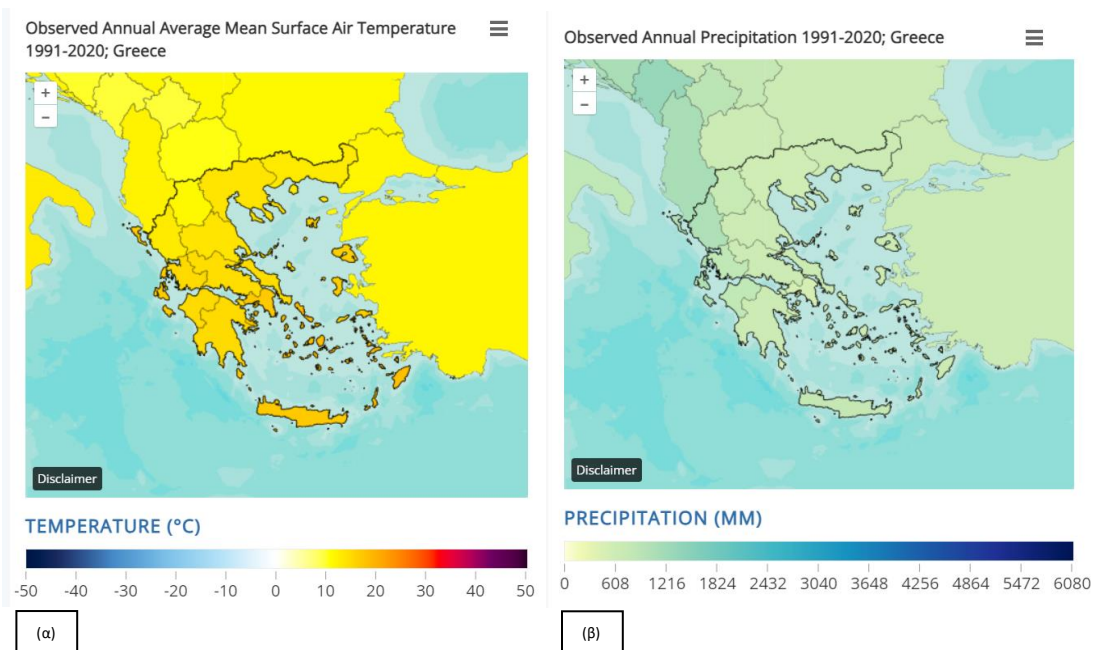 Observed Annual Average Mean Surface Air Temperature
1991-2020; Greece
+
−
Disclaimer
TEMPERATURE (°C)
-50 -40 -30 -20 -10 0 10 20 30 40 50
(α)
Observed Annual Precipitation 1991-2020; Greece
+
−
Disclaimer
PRECIPITATION (MM)
0 608 1216 1824 2432 3040 3648 4256 4864 5472 6080
(β)